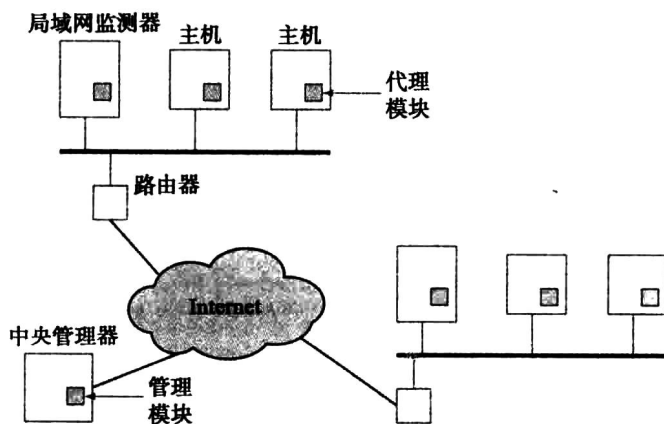 局域网监测器
主机
主机
代理
模块
路由器
Internet
中央管理器
管理
模块